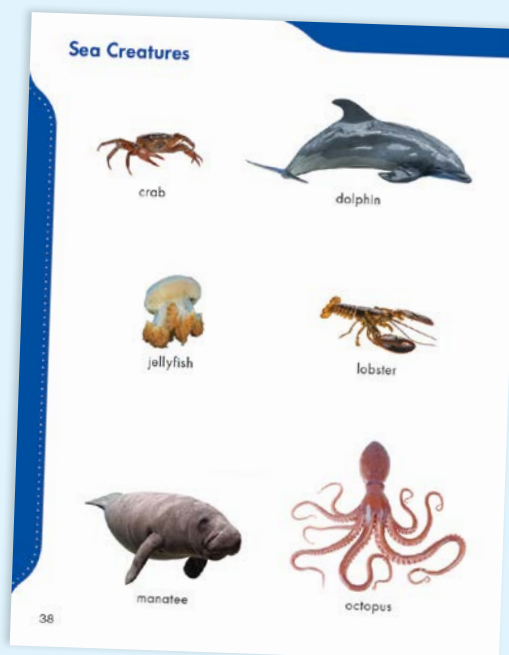 Sea Creatures
crab
dolphin
jellyfish
lobster
manatee
octopus
38